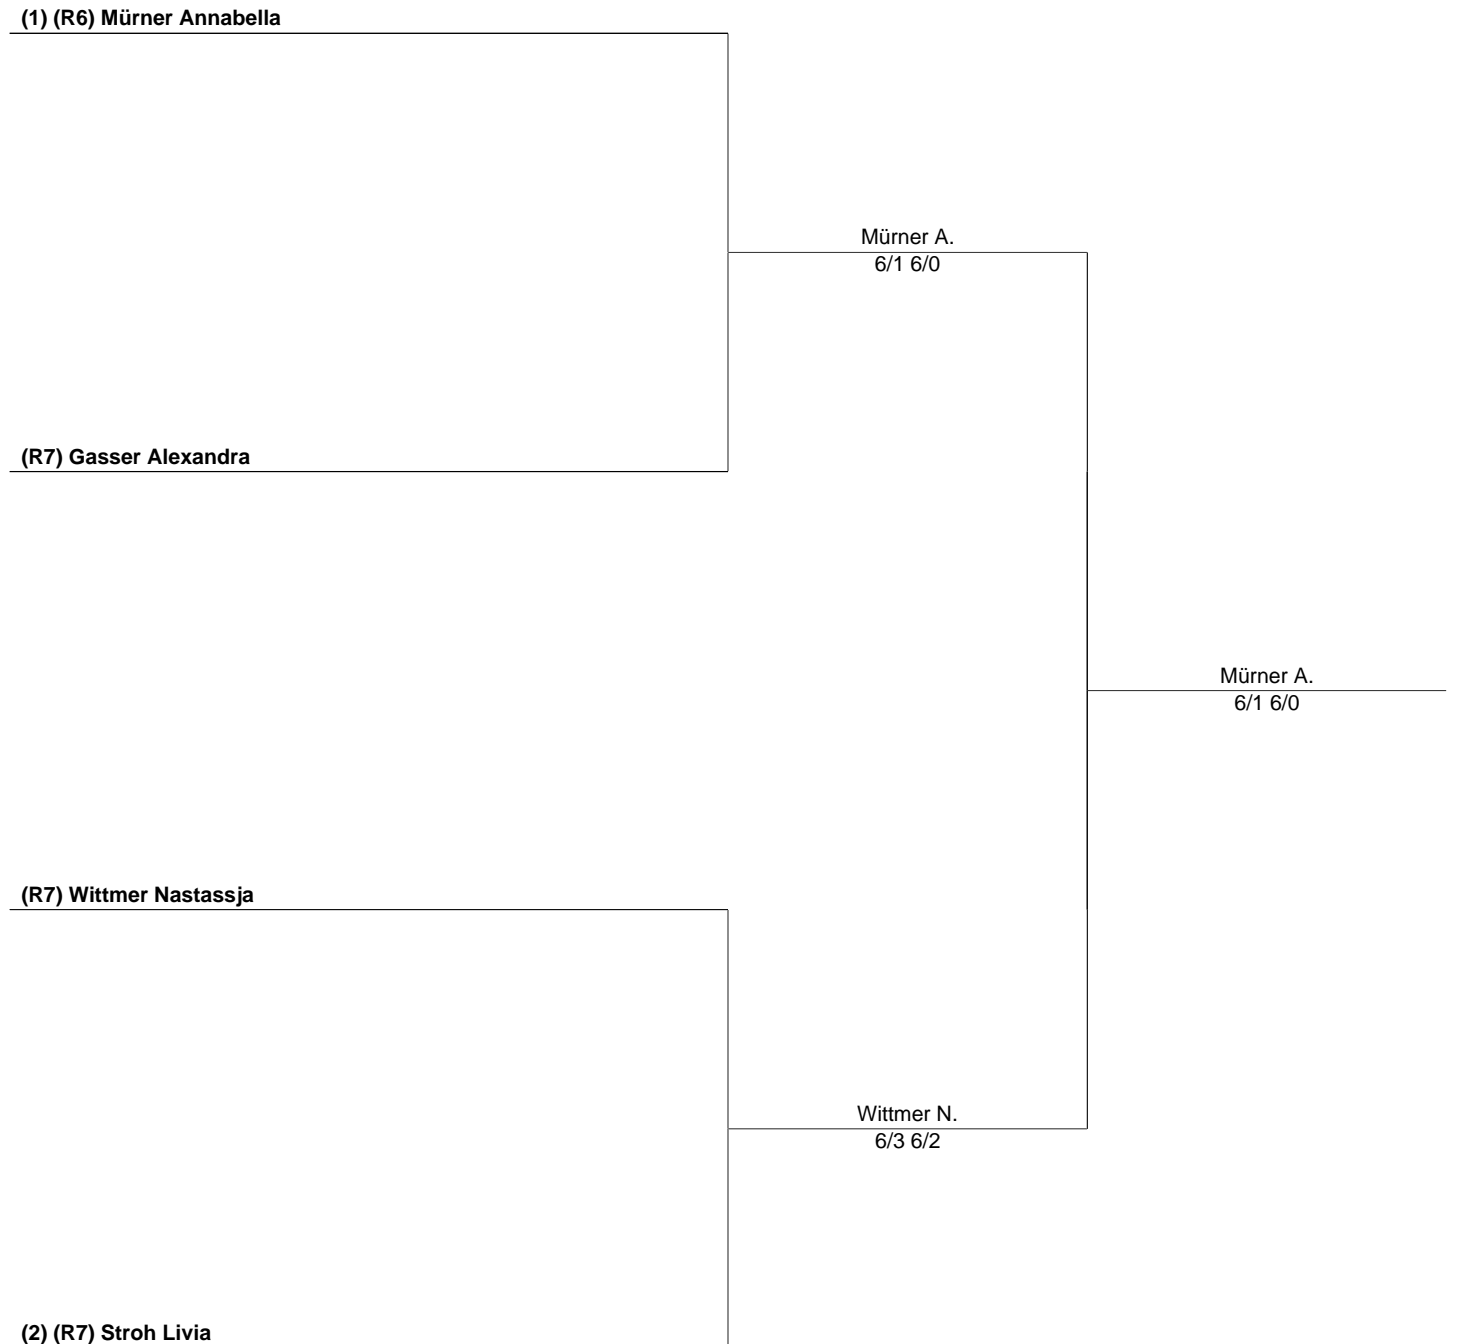 (1) (R6) Mürner Annabella
Mürner A.
6/1 6/0
(R7) Gasser Alexandra
Mürner A.
6/1 6/0
(R7) Wittmer Nastassja
Wittmer N.
6/3 6/2
(2) (R7) Stroh Livia